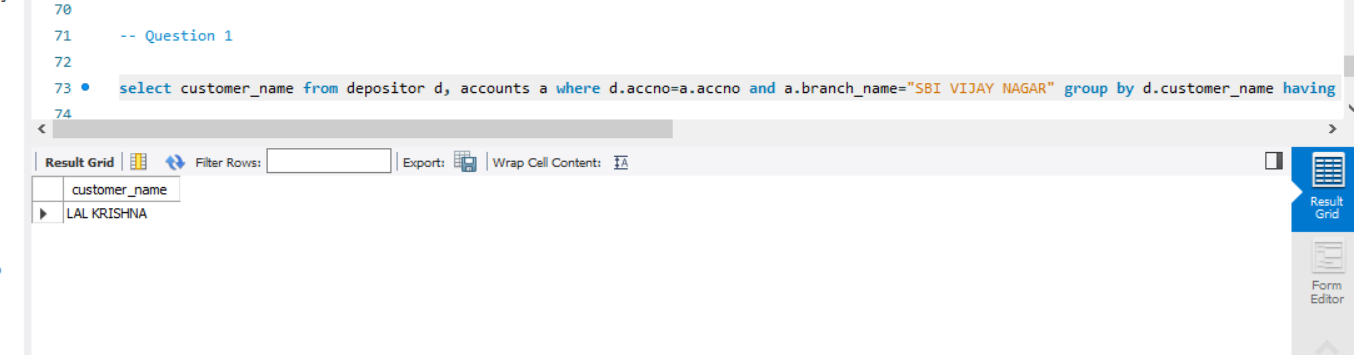 70
71 -- Question 1
72
73 select customer_name from depositor d, accounts a where d.accno=a.accno and a.branch_name="SBI VIJAY NAGAR" group by d.customer_name having
74
Result Grid Filter Rows: Export: Wrap Cell Content: IA
customer_name
LAL KRISHNA
Result
Grid
Form
Editor